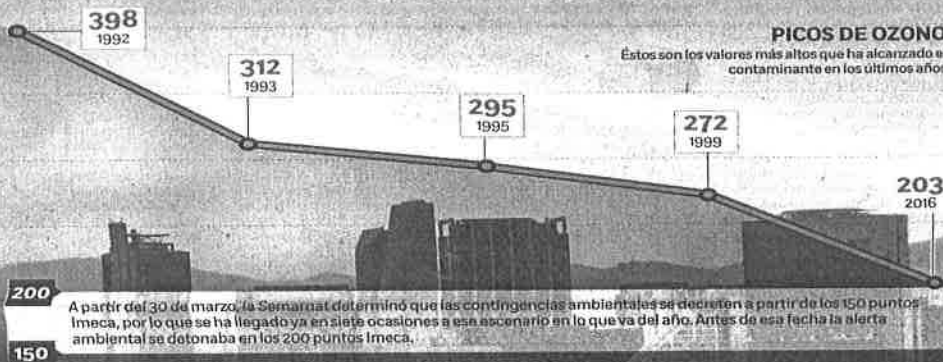 398
1992
PICOS DE OZONO
Éstos son los valores más altos que ha alcanzado e
contaminante en los últimos años
312
1993
295
1995
272
1999
203
2016
200
A partir del 30 de marzo, la Semarnat determinó que las contingencias ambientales se decreten a partir de los 150 puntos
Imeca, por lo que se ha llegado ya en siete ocasiones a ese escenario en lo que va del año. Antes de esa fecha la alerta
ambiental se detonaba en los 200 puntos Imeca.
150